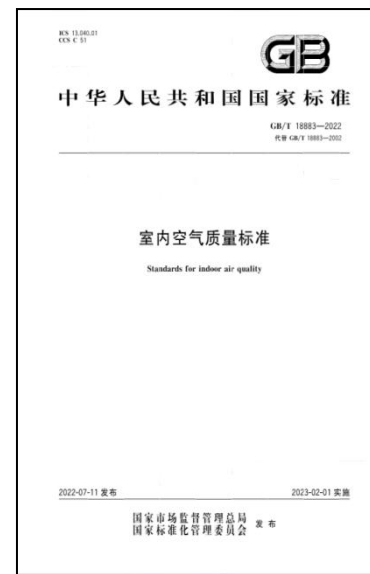 ICS 13.040.01
CCS C 51
GB
中华人民共和国国家标准
GB/T 18883—2022
代替 GB/T 18883—2002
室内空气质量标准
Standards for indoor air quality
2022-07-11 发布
2023-02-01 实施
国家市场监督管理总局
国家标准化管理委员会
发布